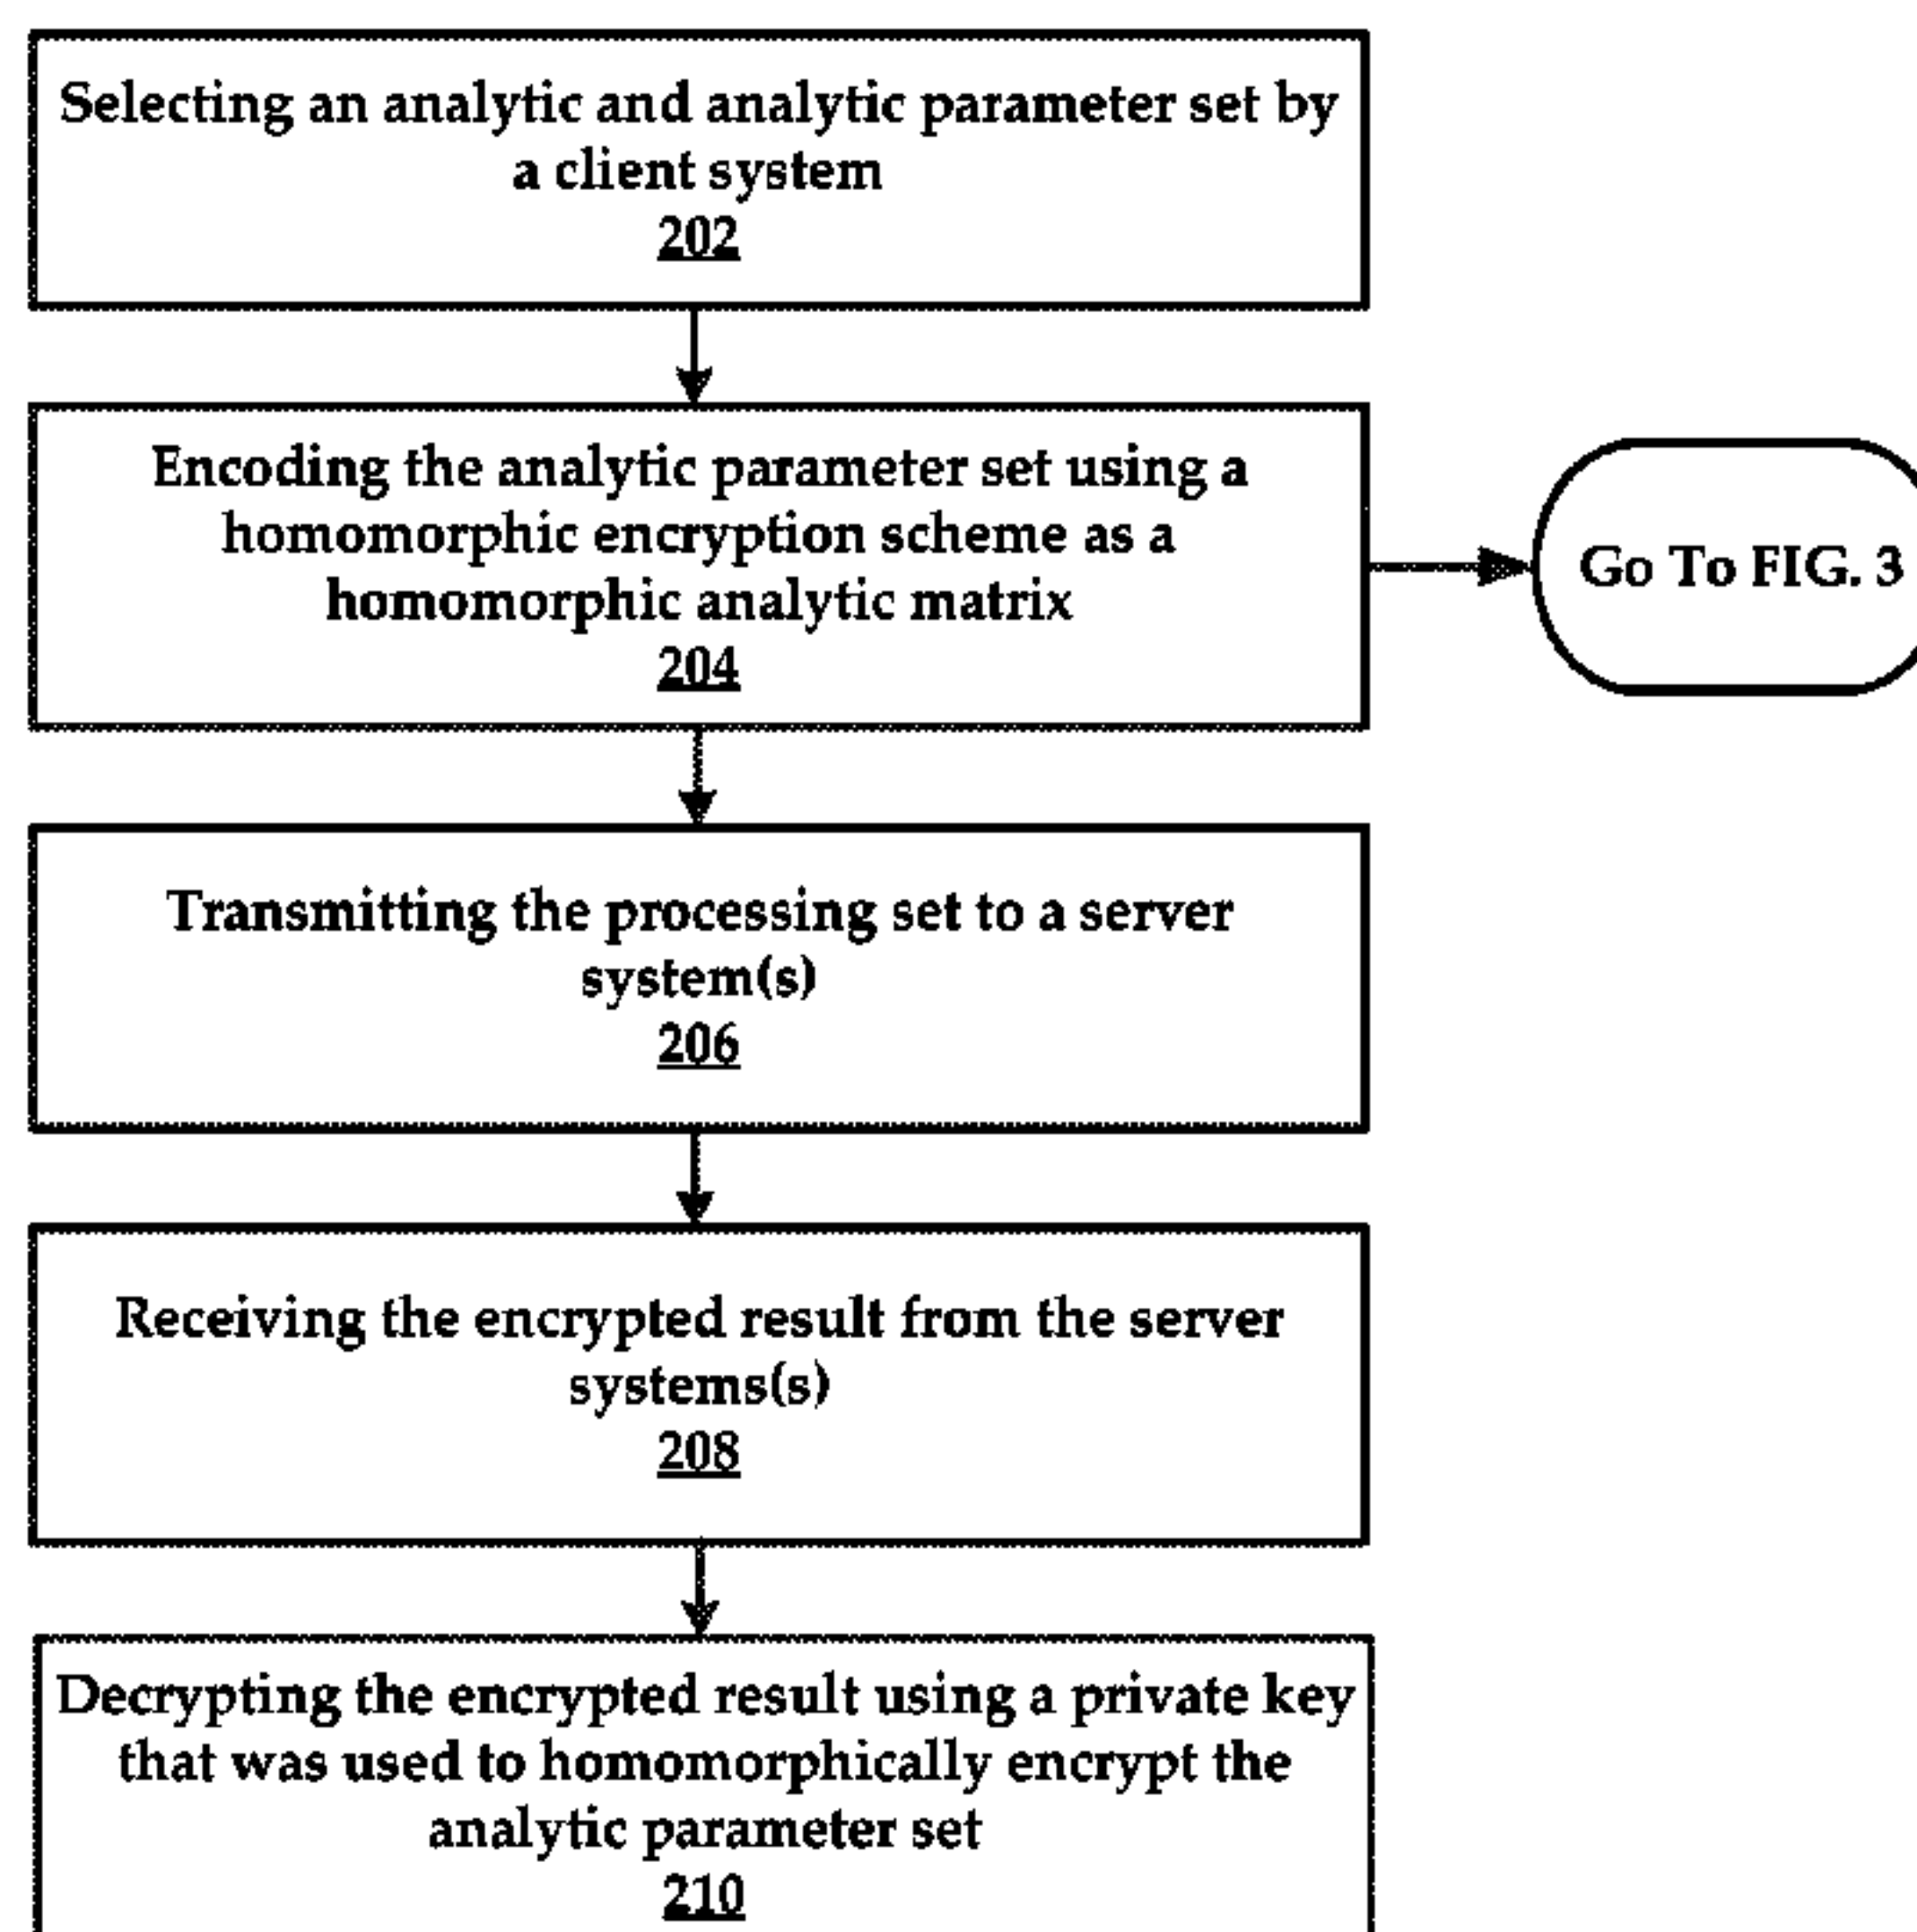 Selecting an analytic and analytic parameter set by
a client system
202
Encoding the analytic parameter set using a
homomorphic encryption scheme as a
homomorphic analytic matrix
204
Go To FIG. 3
Transmitting the processing set to a server
system(s)
206
Receiving the encrypted result from the server
systems(s)
208
Decrypting the encrypted result using a private key
that was used to homomorphically encrypt the
analytic parameter set
210